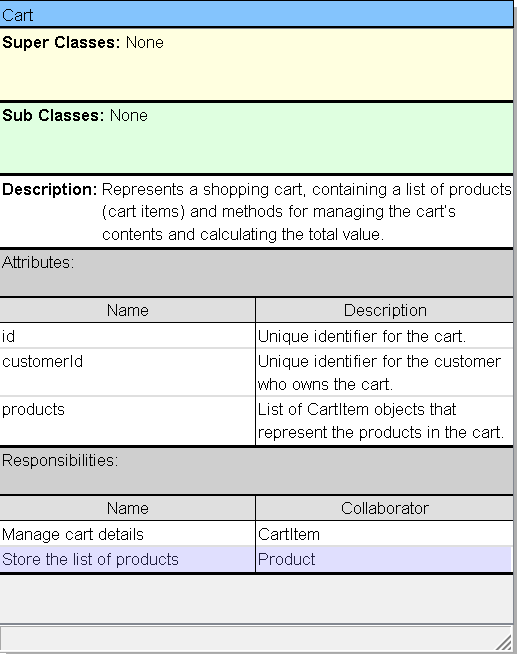 Cart
Super Classes: None
Sub Classes: None
Description: Represents a shopping cart, containing a list of products
(cart items) and methods for managing the cart's
contents and calculating the total value.
Attributes:
Name Description
id Unique identifier for the cart.
customerId Unique identifier for the customer
who owns the cart.
products List of CartItem objects that
represent the products in the cart.
Responsibilities:
Name Collaborator
Manage cart details CartItem
Store the list of products Product